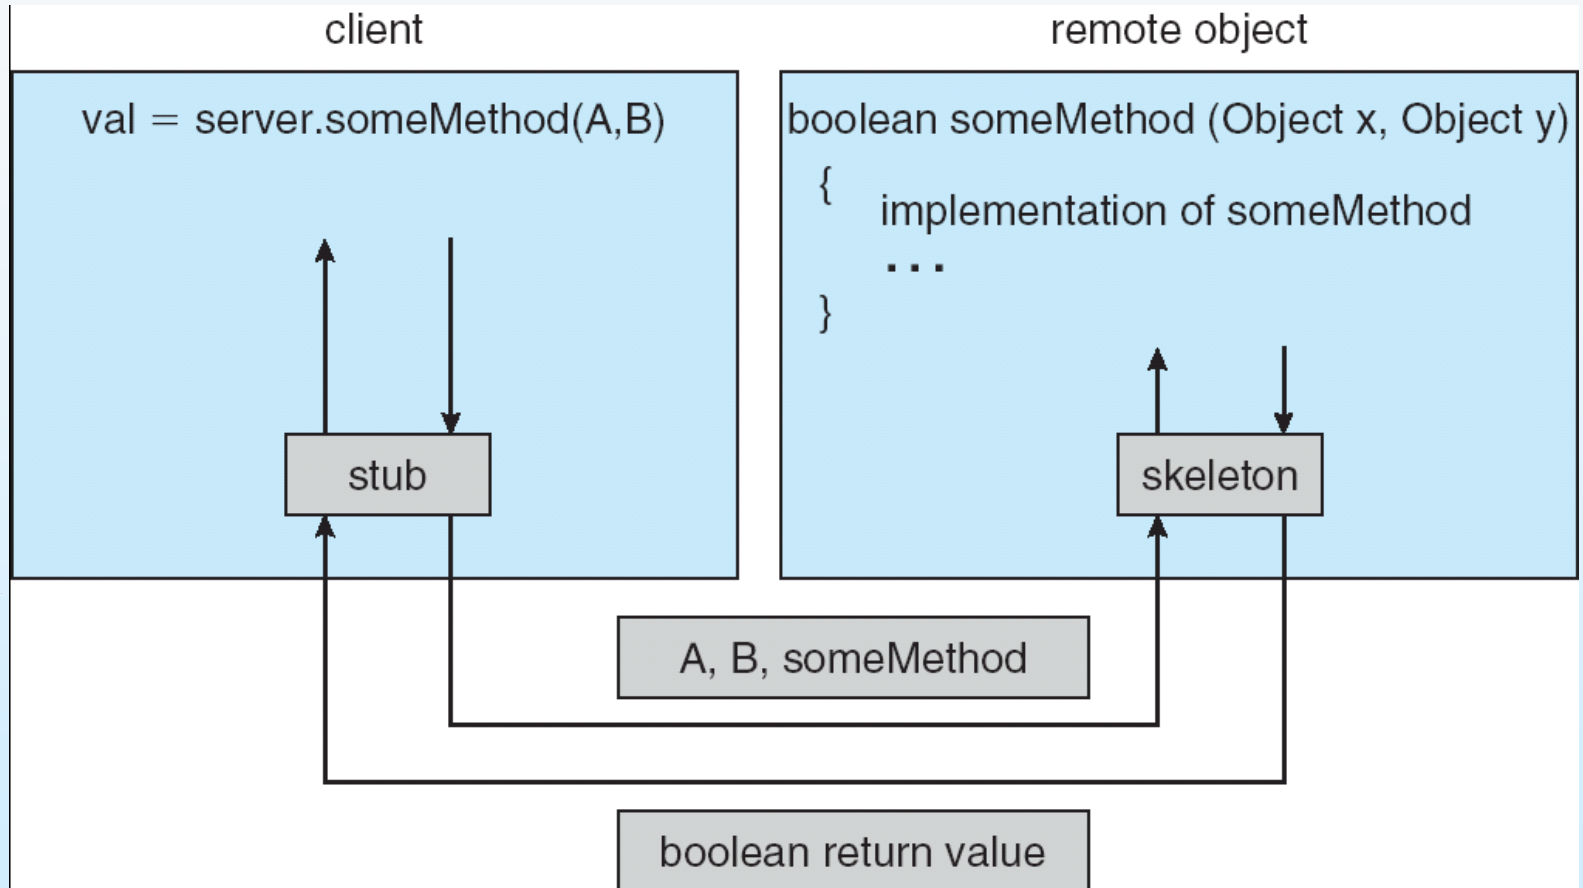 client
remote object
val = server.someMethod(A,B)
boolean someMethod (Object x, Object y)
{
implementation of someMethod
...
}
stub
skeleton
A, B, someMethod
boolean return value